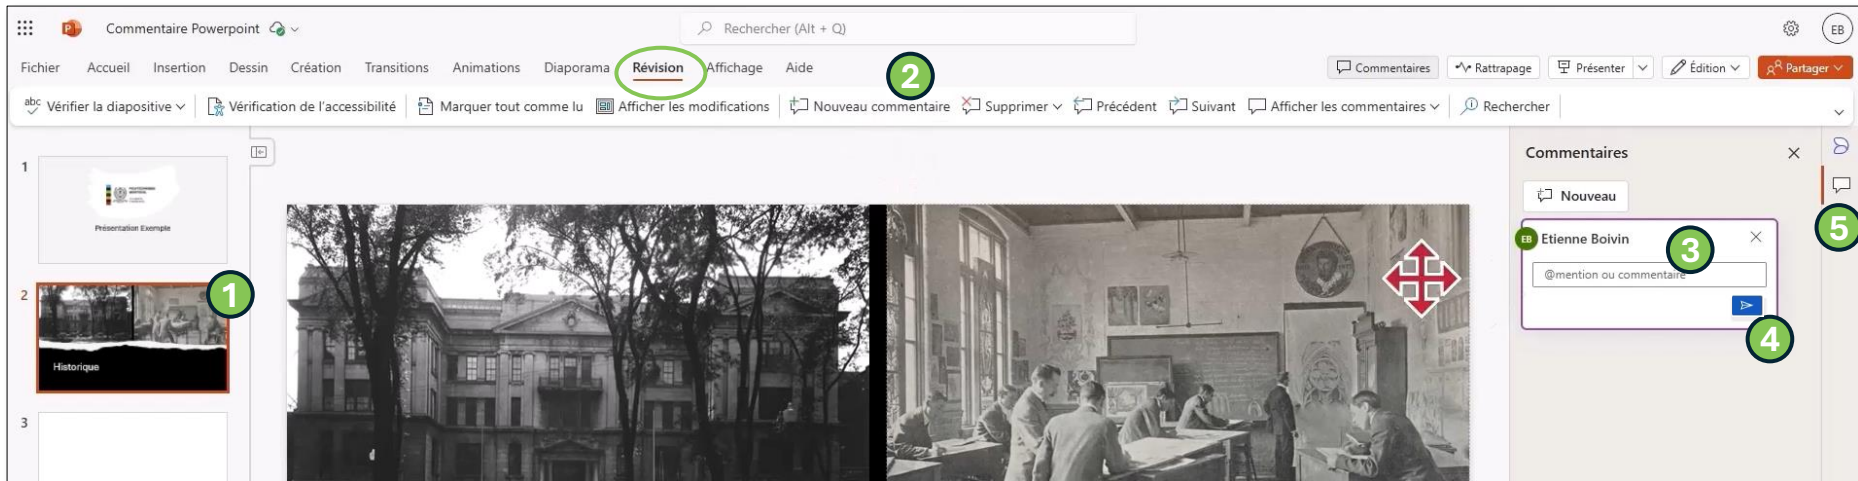 Commentaire Powerpoint
Rechercher (Alt + Q)
EB
Fichier Accueil Insertion Dessin Création Transitions Animations Diaporama Révision Affichage Aide
2
Commentaires Rattrapage Présenter Édition Partager
abc Vérifier la diapositive Vérification de l'accessibilité Marquer tout comme lu Afficher les modifications Nouveau commentaire Supprimer Précédent Suivant Afficher les commentaires Rechercher
1
Présentation Exemple
2
Historique
1
3
Commentaires
Nouveau
5
EB Etienne Boivin
3
@mention ou commentaire
4